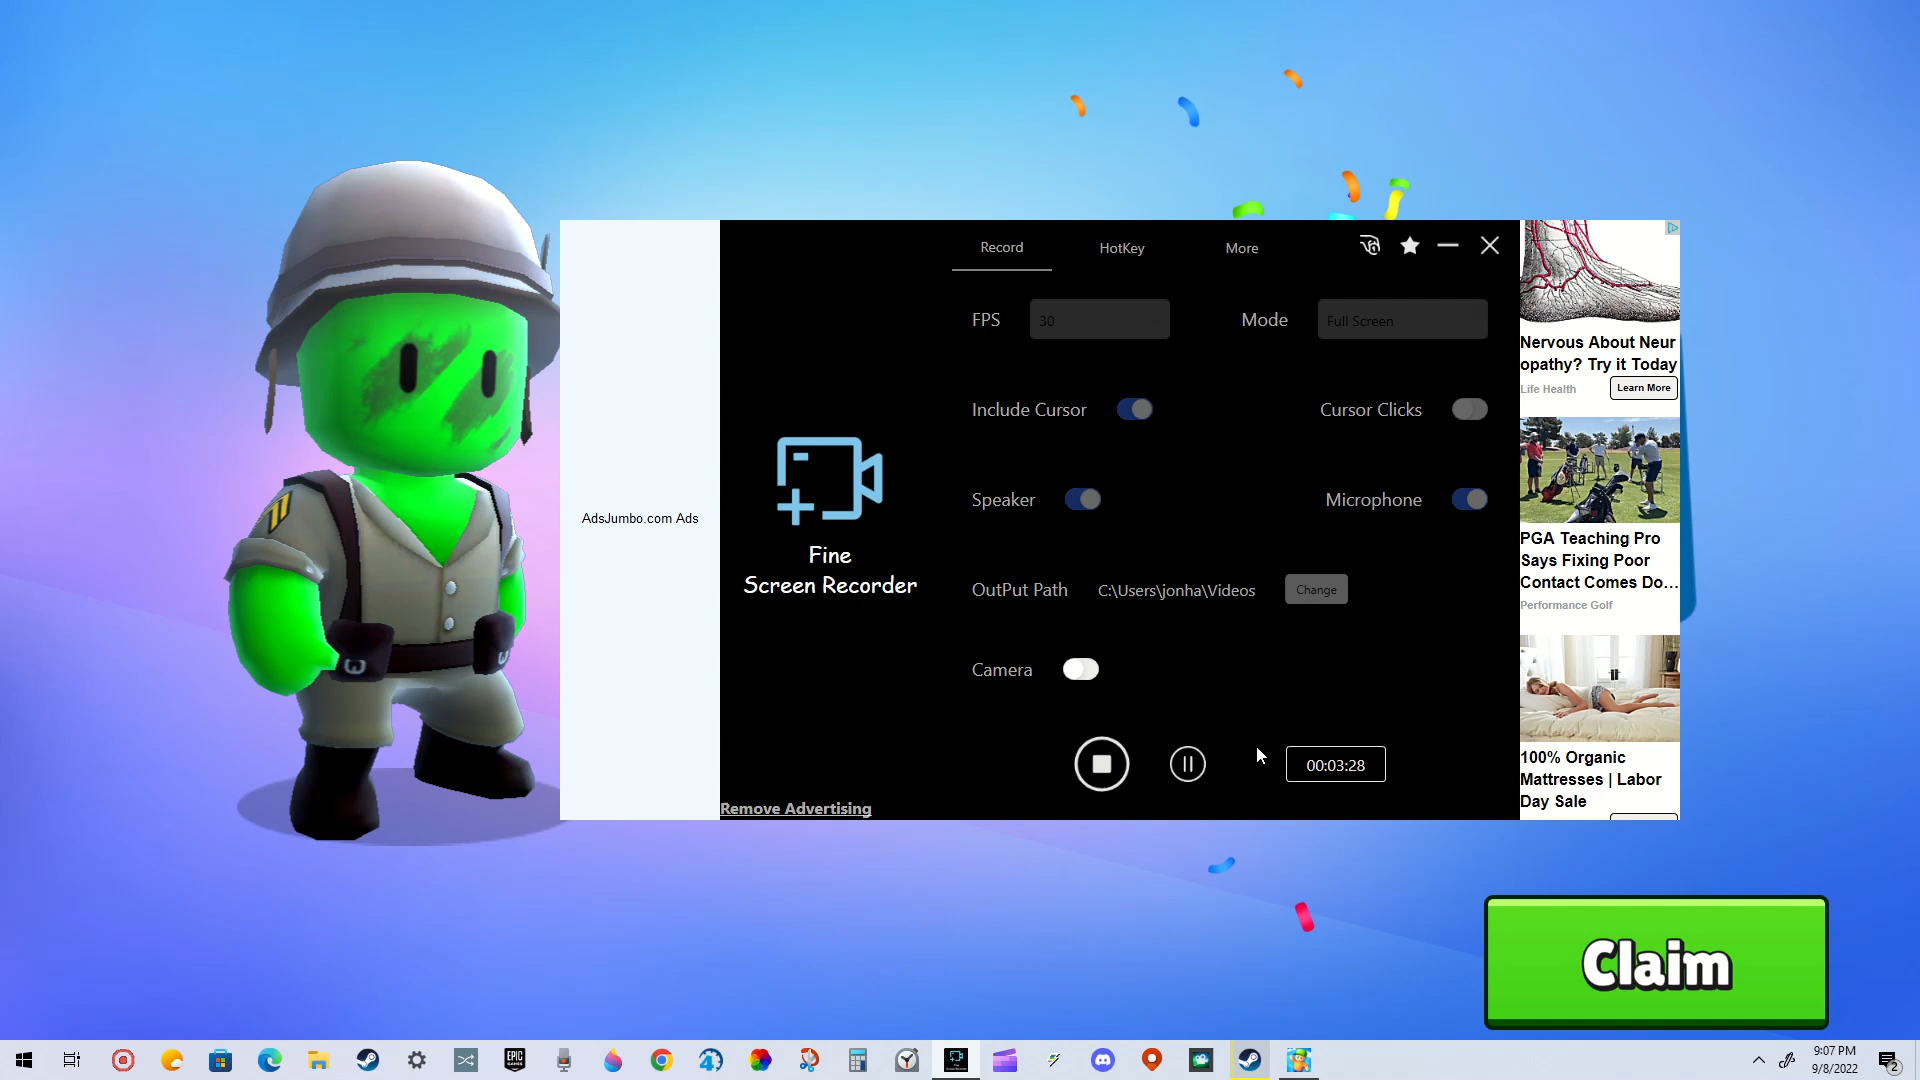 Record
HotKey
More
FPS
30
Mode
Full Screen
Include Cursor
Cursor Clicks
Speaker
Microphone
OutPut Path
C:\Users\jonha\Videos
Change
Camera
00:03:28
Fine
Screen Recorder
Remove Advertising
AdsJumbo.com Ads
Nervous About Neur
opathy? Try it Today
Life Health
Learn More
PGA Teaching Pro
Says Fixing Poor
Contact Comes Do...
Performance Golf
100% Organic
Mattresses | Labor
Day Sale
Claim
EPIC
GAMES
9:07 PM
9/8/2022
2